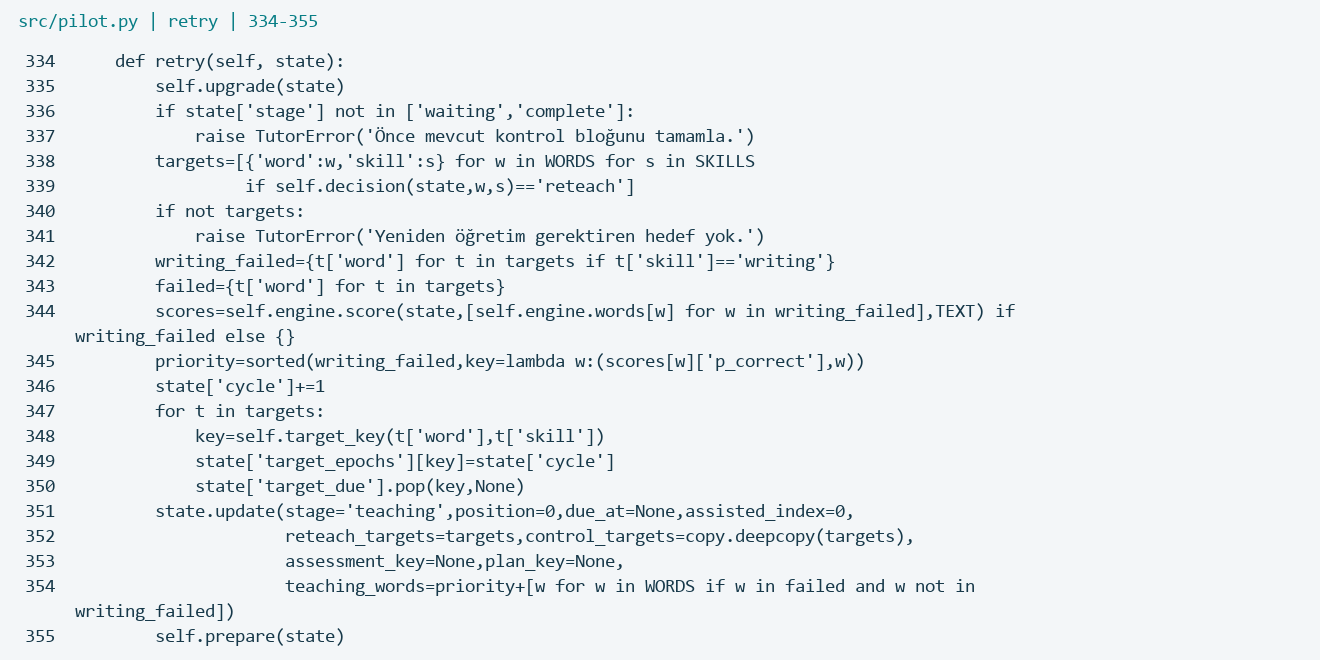 src/pilot.py | retry | 334-355
334      def retry(self, state):
335          self.upgrade(state)
336          if state['stage'] not in ['waiting','complete']:
337              raise TutorError('Önce mevcut kontrol bloğunu tamamla.')
338          targets=[{'word':w,'skill':s} for w in WORDS for s in SKILLS
339                   if self.decision(state,w,s)=='reteach']
340          if not targets:
341              raise TutorError('Yeniden öğretim gerektiren hedef yok.')
342          writing_failed={t['word'] for t in targets if t['skill']=='writing'}
343          failed={t['word'] for t in targets}
344          scores=self.engine.score(state,[self.engine.words[w] for w in writing_failed],TEXT) if
writing_failed else {}
345          priority=sorted(writing_failed,key=lambda w:(scores[w]['p_correct'],w))
346          state['cycle']+=1
347          for t in targets:
348              key=self.target_key(t['word'],t['skill'])
349              state['target_epochs'][key]=state['cycle']
350              state['target_due'].pop(key,None)
351          state.update(stage='teaching',position=0,due_at=None,assisted_index=0,
352                       reteach_targets=targets,control_targets=copy.deepcopy(targets),
353                       assessment_key=None,plan_key=None,
354                       teaching_words=priority+[w for w in WORDS if w in failed and w not in
writing_failed])
355          self.prepare(state)